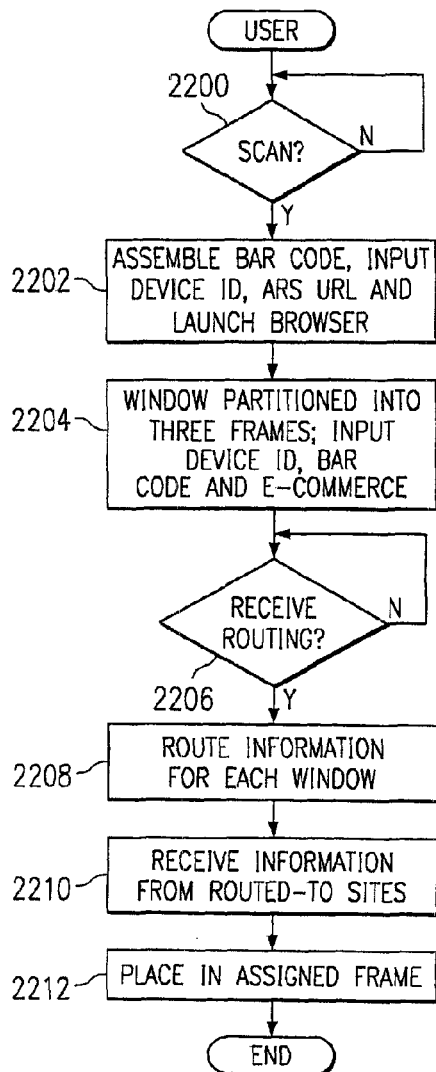 USER
2200
SCAN?
N
Y
2202
ASSEMBLE BAR CODE, INPUT
DEVICE ID, ARS URL AND
LAUNCH BROWSER
2204
WINDOW PARTITIONED INTO
THREE FRAMES; INPUT
DEVICE ID, BAR
CODE AND E-COMMERCE
RECEIVE
ROUTING?
N
2206
Y
2208
ROUTE INFORMATION
FOR EACH WINDOW
2210
RECEIVE INFORMATION
FROM ROUTED-TO SITES
2212
PLACE IN ASSIGNED FRAME
END